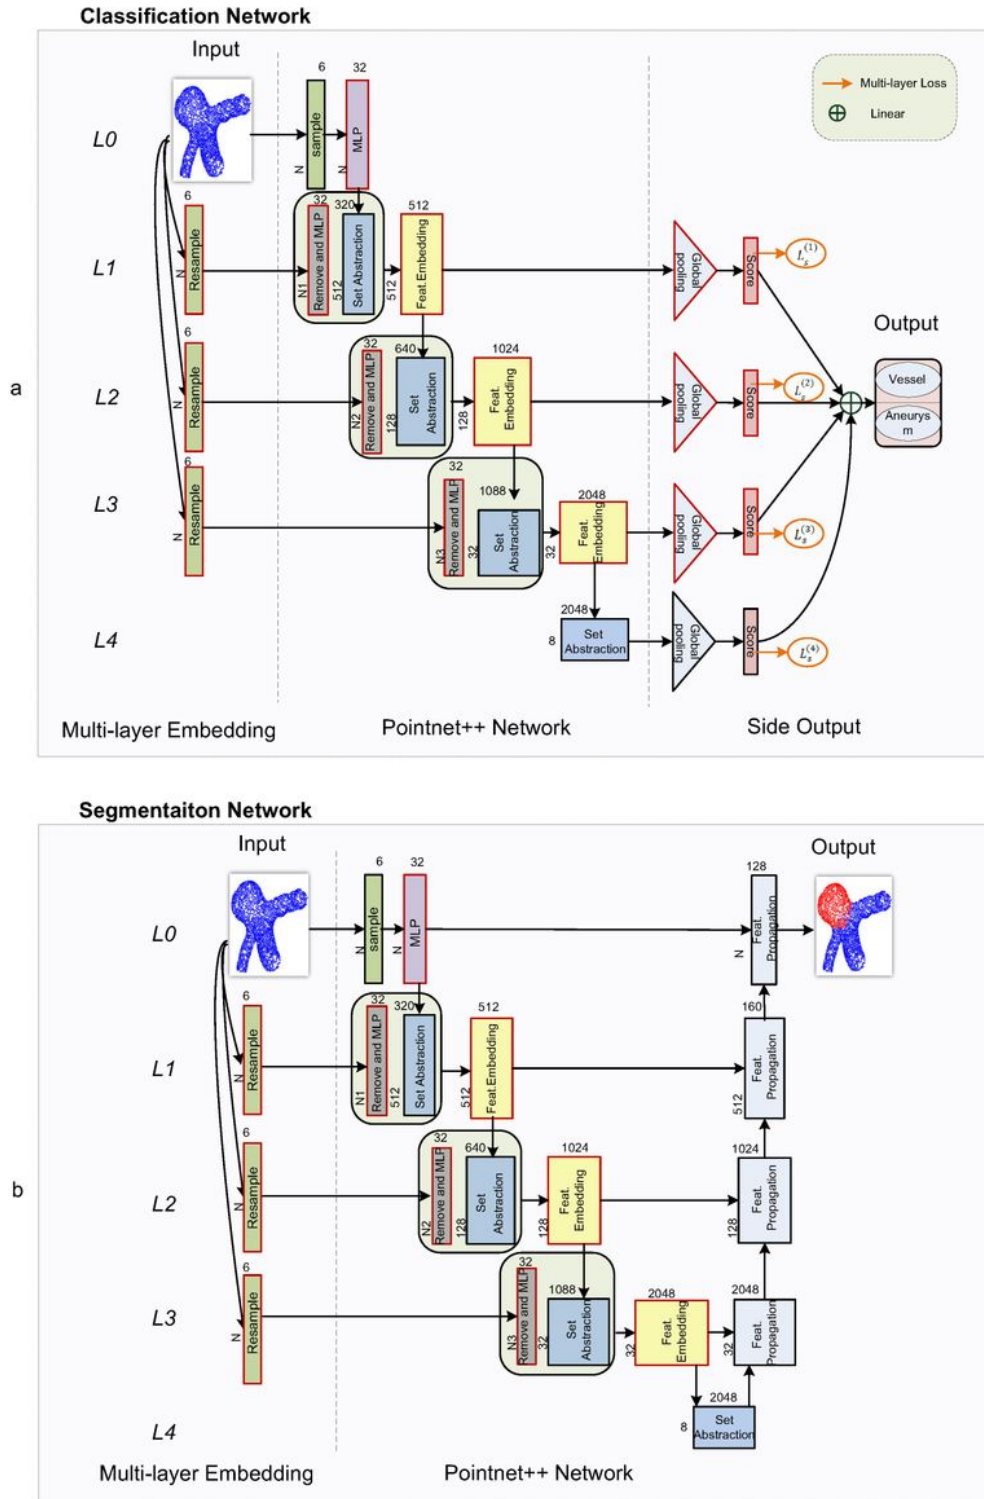 Classification Network
Input
6
32
Multi-layer Loss
Linear
L0
sample
N
MLP
N
6
Resample
N
L1
32
320
Remove and MLP
N1
512
Set Abstraction
512
512
Feat.Embedding
Global pooling
Score
L_s^(1)
Output
Vessel
Aneurys
m
a
6
Resample
N
L2
32
640
Remove and MLP
N2
128
Set
Abstraction
1024
128
Feat.
Embedding
Global pooling
Score
L_s^(2)
6
Resample
N
L3
32
1088
Remove and MLP
N3
32
Set
Abstraction
2048
32
Feat.
Embedding
Global pooling
Score
L_s^(3)
L4
2048
8
Set
Abstraction
Global pooling
Score
L_s^(4)
Multi-layer Embedding
Pointnet++ Network
Side Output
Segmentaiton Network
Input
Output
6
32
128
L0
sample
N
MLP
N
Feat.
Propagation
N
6
Resample
N
L1
32
320
Remove and MLP
N1
512
Set Abstraction
512
512
Feat.Embedding
160
512
Feat.
Propagation
b
6
Resample
N
L2
32
640
Remove and MLP
N2
128
Set
Abstraction
1024
128
Feat.
Embedding
1024
128
Feat.
Propagation
6
Resample
N
L3
32
1088
Remove and MLP
N3
32
Set
Abstraction
2048
32
Feat.
Embedding
2048
32
Feat.
Propagation
L4
2048
8
Set
Abstraction
Multi-layer Embedding
Pointnet++ Network